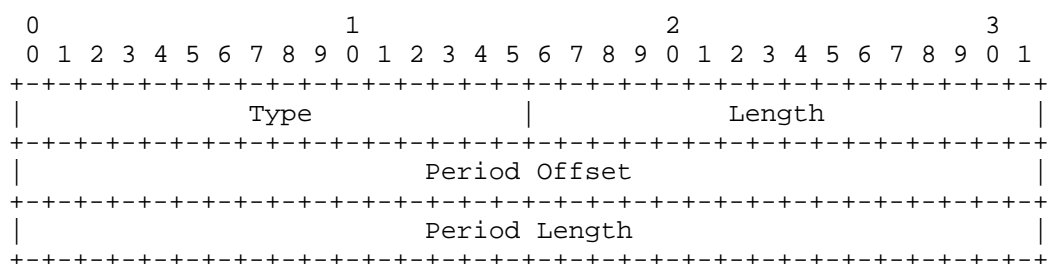 0                   1                   2                   3
 0 1 2 3 4 5 6 7 8 9 0 1 2 3 4 5 6 7 8 9 0 1 2 3 4 5 6 7 8 9 0 1
+-+-+-+-+-+-+-+-+-+-+-+-+-+-+-+-+-+-+-+-+-+-+-+-+-+-+-+-+-+-+-+-+
|              Type             |            Length             |
+-+-+-+-+-+-+-+-+-+-+-+-+-+-+-+-+-+-+-+-+-+-+-+-+-+-+-+-+-+-+-+-+
|                         Period Offset                         |
+-+-+-+-+-+-+-+-+-+-+-+-+-+-+-+-+-+-+-+-+-+-+-+-+-+-+-+-+-+-+-+-+
|                         Period Length                         |
+-+-+-+-+-+-+-+-+-+-+-+-+-+-+-+-+-+-+-+-+-+-+-+-+-+-+-+-+-+-+-+-+